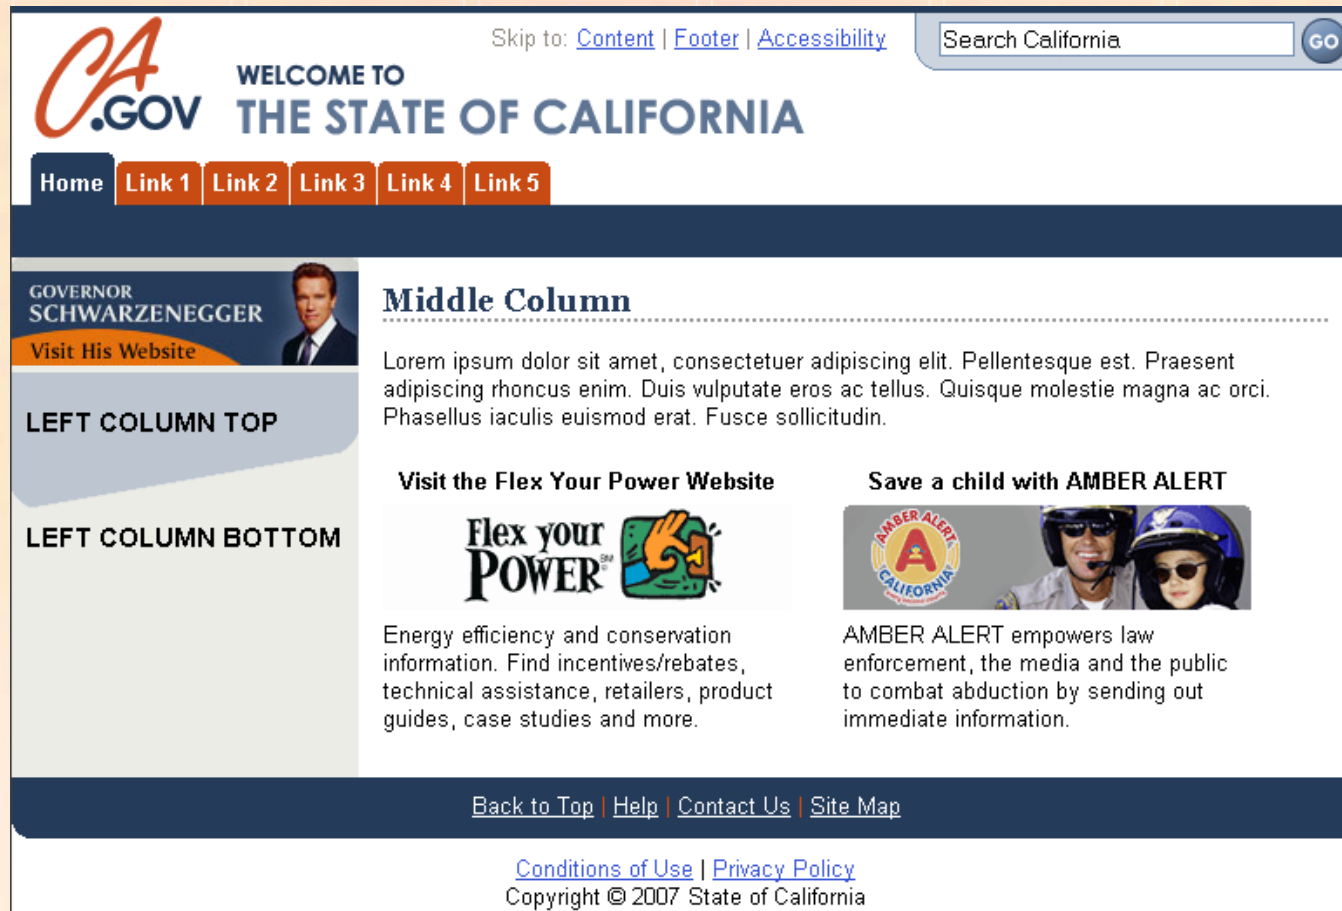 Skip to: Content | Footer | Accessibility
Search California
GO
CA
.GOV
WELCOME TO
THE STATE OF CALIFORNIA
Home
Link 1
Link 2
Link 3
Link 4
Link 5
GOVERNOR
SCHWARZENEGGER
Visit His Website
LEFT COLUMN TOP
LEFT COLUMN BOTTOM
Middle Column
Lorem ipsum dolor sit amet, consectetuer adipiscing elit. Pellentesque est. Praesent
adipiscing rhoncus enim. Duis vulputate eros ac tellus. Quisque molestie magna ac orci.
Phasellus iaculis euismod erat. Fusce sollicitudin.
Visit the Flex Your Power Website
Flex your
POWER
Energy efficiency and conservation
information. Find incentives/rebates,
technical assistance, retailers, product
guides, case studies and more.
Save a child with AMBER ALERT
AMBER ALERT
A
CALIFORNIA
AMBER ALERT empowers law
enforcement, the media and the public
to combat abduction by sending out
immediate information.
Back to Top | Help | Contact Us | Site Map
Conditions of Use | Privacy Policy
Copyright © 2007 State of California